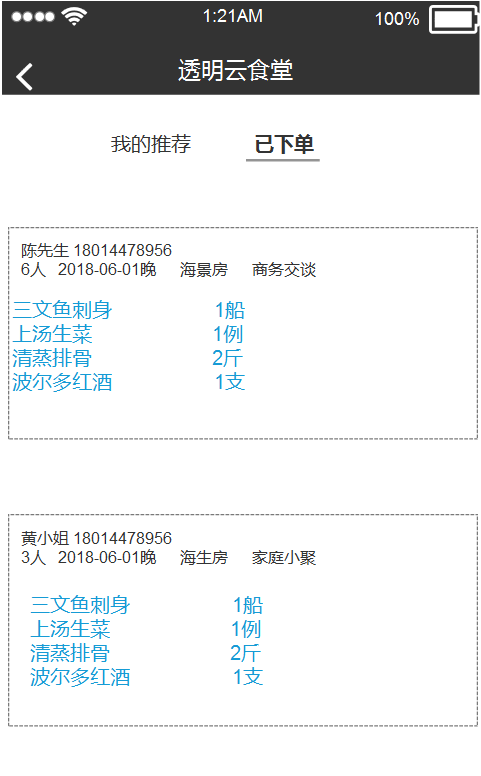 1:21AM 100%
透明云食堂
我的推荐 已下单
陈先生 18014478956
6人 2018-06-01晚 海景房 商务交谈
三文鱼刺身 1船
上汤生菜 1例
清蒸排骨 2斤
波尔多红酒 1支
黄小姐 18014478956
3人 2018-06-01晚 海生房 家庭小聚
三文鱼刺身 1船
上汤生菜 1例
清蒸排骨 2斤
波尔多红酒 1支